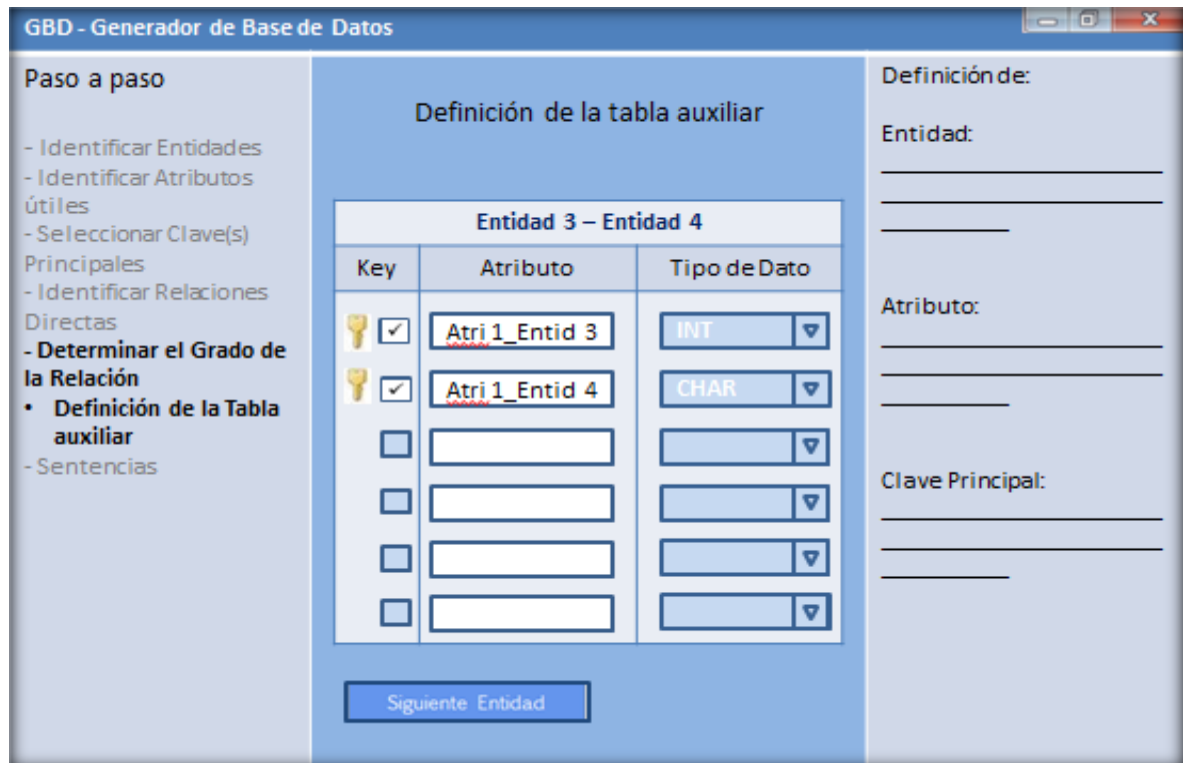 GBD - Generador de Base de Datos
Paso a paso
- Identificar Entidades
- Identificar Atributos
útiles
- Seleccionar Clave(s)
Principales
- Identificar Relaciones
Directas
- Determinar el Grado de
la Relación
• Definición de la Tabla
auxiliar
- Sentencias
Definición de la tabla auxiliar
Entidad 3 – Entidad 4
Key Atributo Tipo de Dato
Atri 1_Entid 3 INT
Atri 1_Entid 4 CHAR
Siguiente Entidad
Definición de:
Entidad:
Atributo:
Clave Principal: